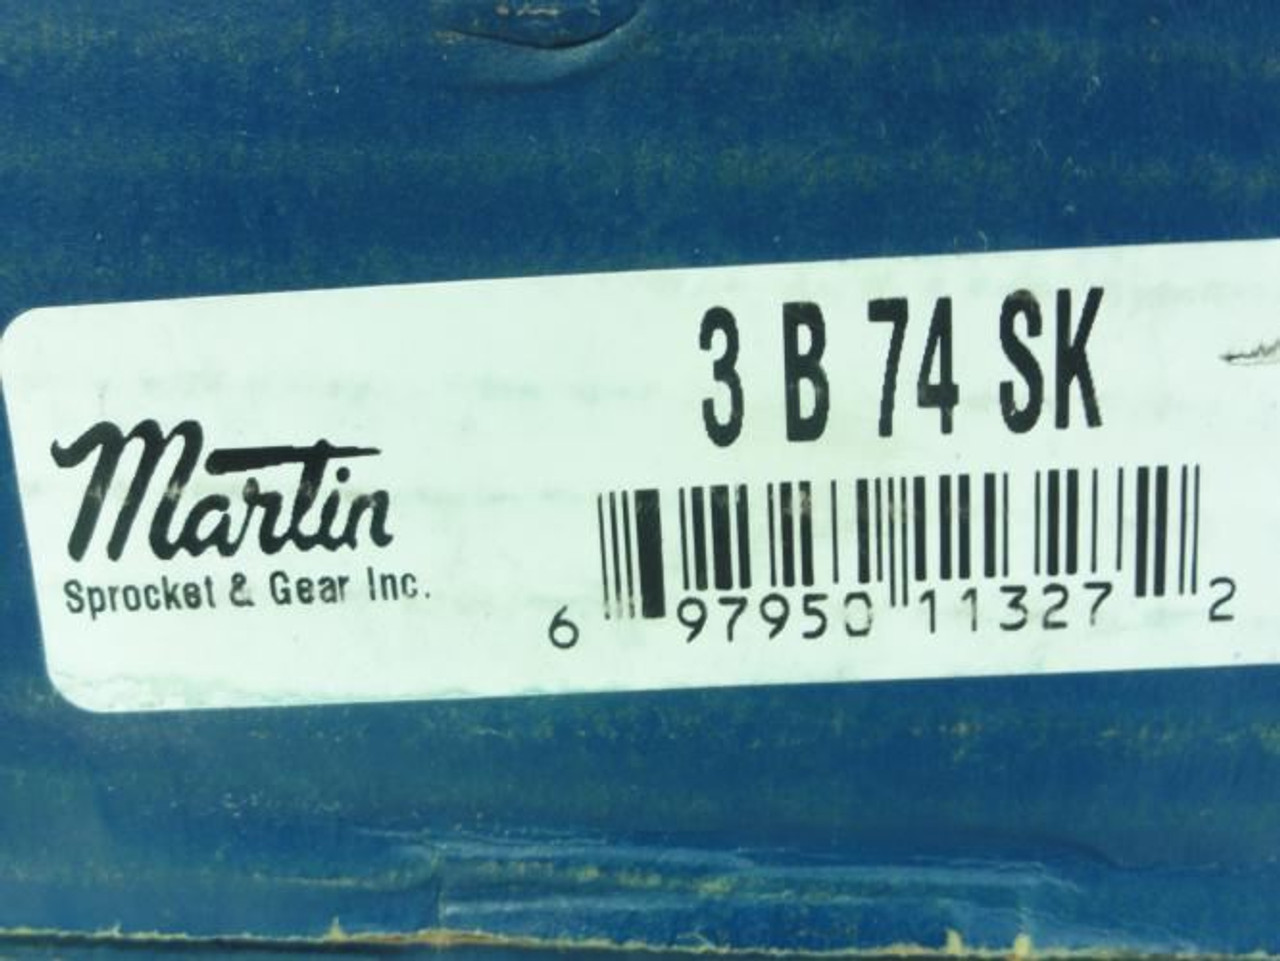 3 B 74 SK
Martin
Sprocket & Gear Inc.
6 97950 11327 2